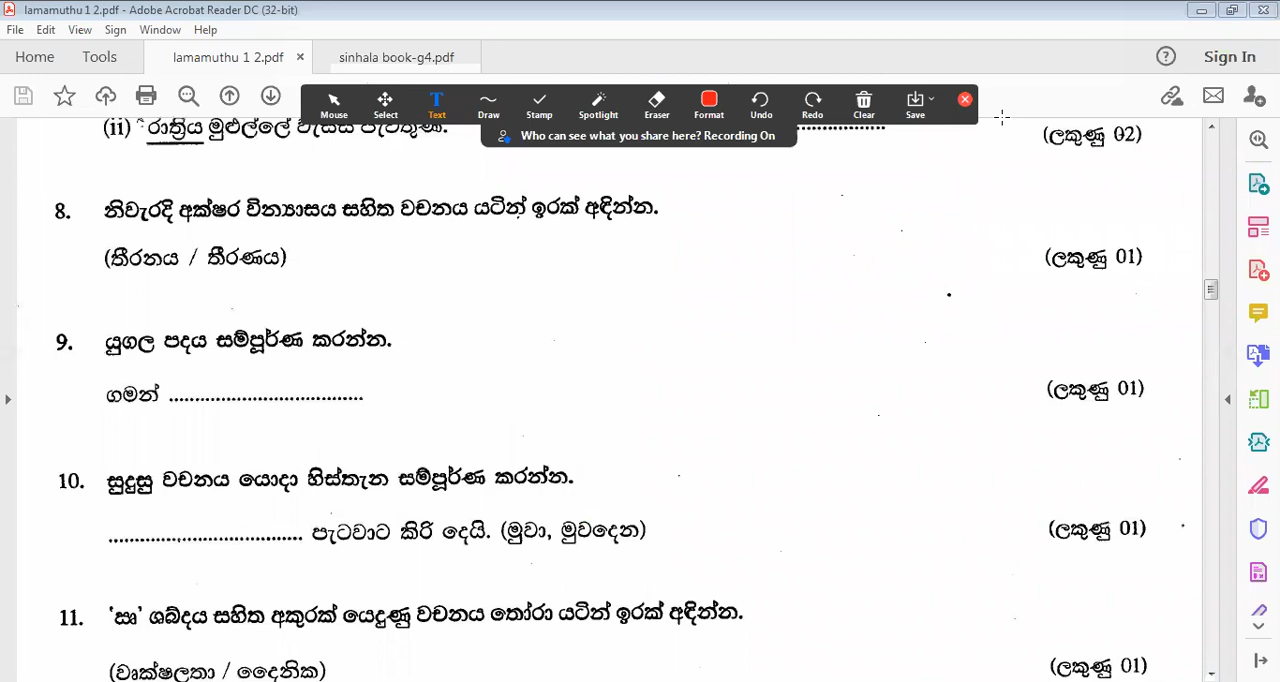 lamamuthu 1 2.pdf - Adobe Acrobat Reader DC (32-bit)
File Edit View Sign Window Help
Home Tools lamamuthu 1 2.pdf × sinhala book-g4.pdf Sign In
Mouse Select Text Draw Stamp Spotlight Eraser Format Undo Redo Clear Save
Who can see what you share here? Recording On
(ii) රාත්‍රිය මුළුල්ලේ වැස්ස පැවතුණි. (ලකුණු 02)
8. නිවැරදි අක්ෂර වින්‍යාසය සහිත වචනය යටින් ඉරක් අඳින්න.
(තීරනය / තීරණය) (ලකුණු 01)
9. යුගල පදය සම්පූර්ණ කරන්න.
ගමන් ..................................... (ලකුණු 01)
10. සුදුසු වචනය යොදා හිස්තැන සම්පූර්ණ කරන්න.
..................................... පැටවාට කිරි දෙයි. (මුවා, මුවදෙන) (ලකුණු 01)
11. ‘ඍ’ ශබ්දය සහිත අකුරක් යෙදුණු වචනය තෝරා යටින් ඉරක් අඳින්න.
(වෘක්ෂලතා / දෛනික) (ලකුණු 01)